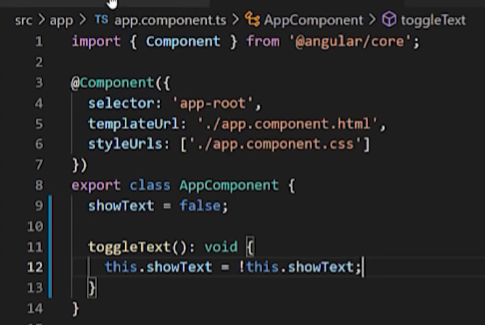 src > app > TS app.component.ts > AppComponent > toggleText
1 import { Component } from '@angular/core';
2
3 @Component({
4   selector: 'app-root',
5   templateUrl: './app.component.html',
6   styleUrls: ['./app.component.css']
7 })
8 export class AppComponent {
9   showText = false;
10
11   toggleText(): void {
12     this.showText = !this.showText;
13   }
14 }